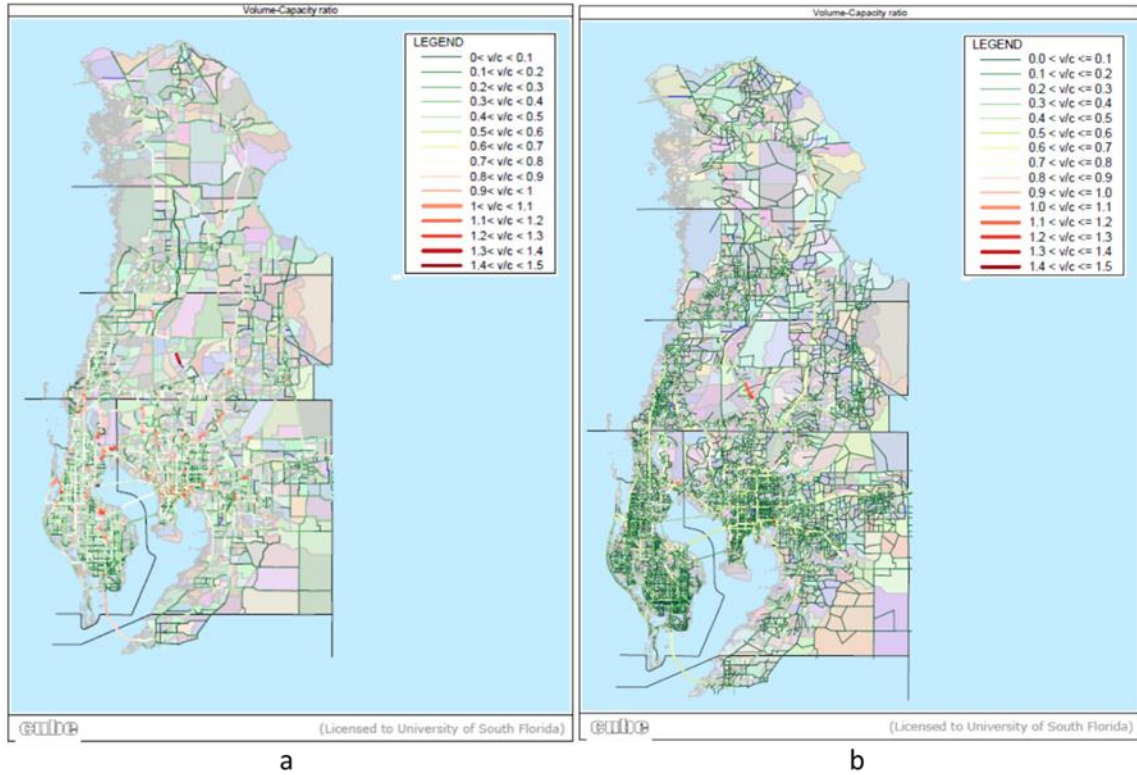 Volume-Capacity ratio
LEGEND
0< v/c < 0.1
0.1< v/c < 0.2
0.2< v/c < 0.3
0.3< v/c < 0.4
0.4< v/c < 0.5
0.5< v/c < 0.6
0.6< v/c < 0.7
0.7< v/c < 0.8
0.8< v/c < 0.9
0.9< v/c < 1
1< v/c < 1.1
1.1< v/c < 1.2
1.2< v/c < 1.3
1.3< v/c < 1.4
1.4< v/c < 1.5
cube
(Licensed to University of South Florida)
a
Volume-Capacity ratio
LEGEND
0.0 < v/c <= 0.1
0.1 < v/c <= 0.2
0.2 < v/c <= 0.3
0.3 < v/c <= 0.4
0.4 < v/c <= 0.5
0.5 < v/c <= 0.6
0.6 < v/c <= 0.7
0.7 < v/c <= 0.8
0.8 < v/c <= 0.9
0.9 < v/c <= 1.0
1.0 < v/c <= 1.1
1.1 < v/c <= 1.2
1.2 < v/c <= 1.3
1.3 < v/c <= 1.4
1.4 < v/c <= 1.5
cube
(Licensed to University of South Florida)
b